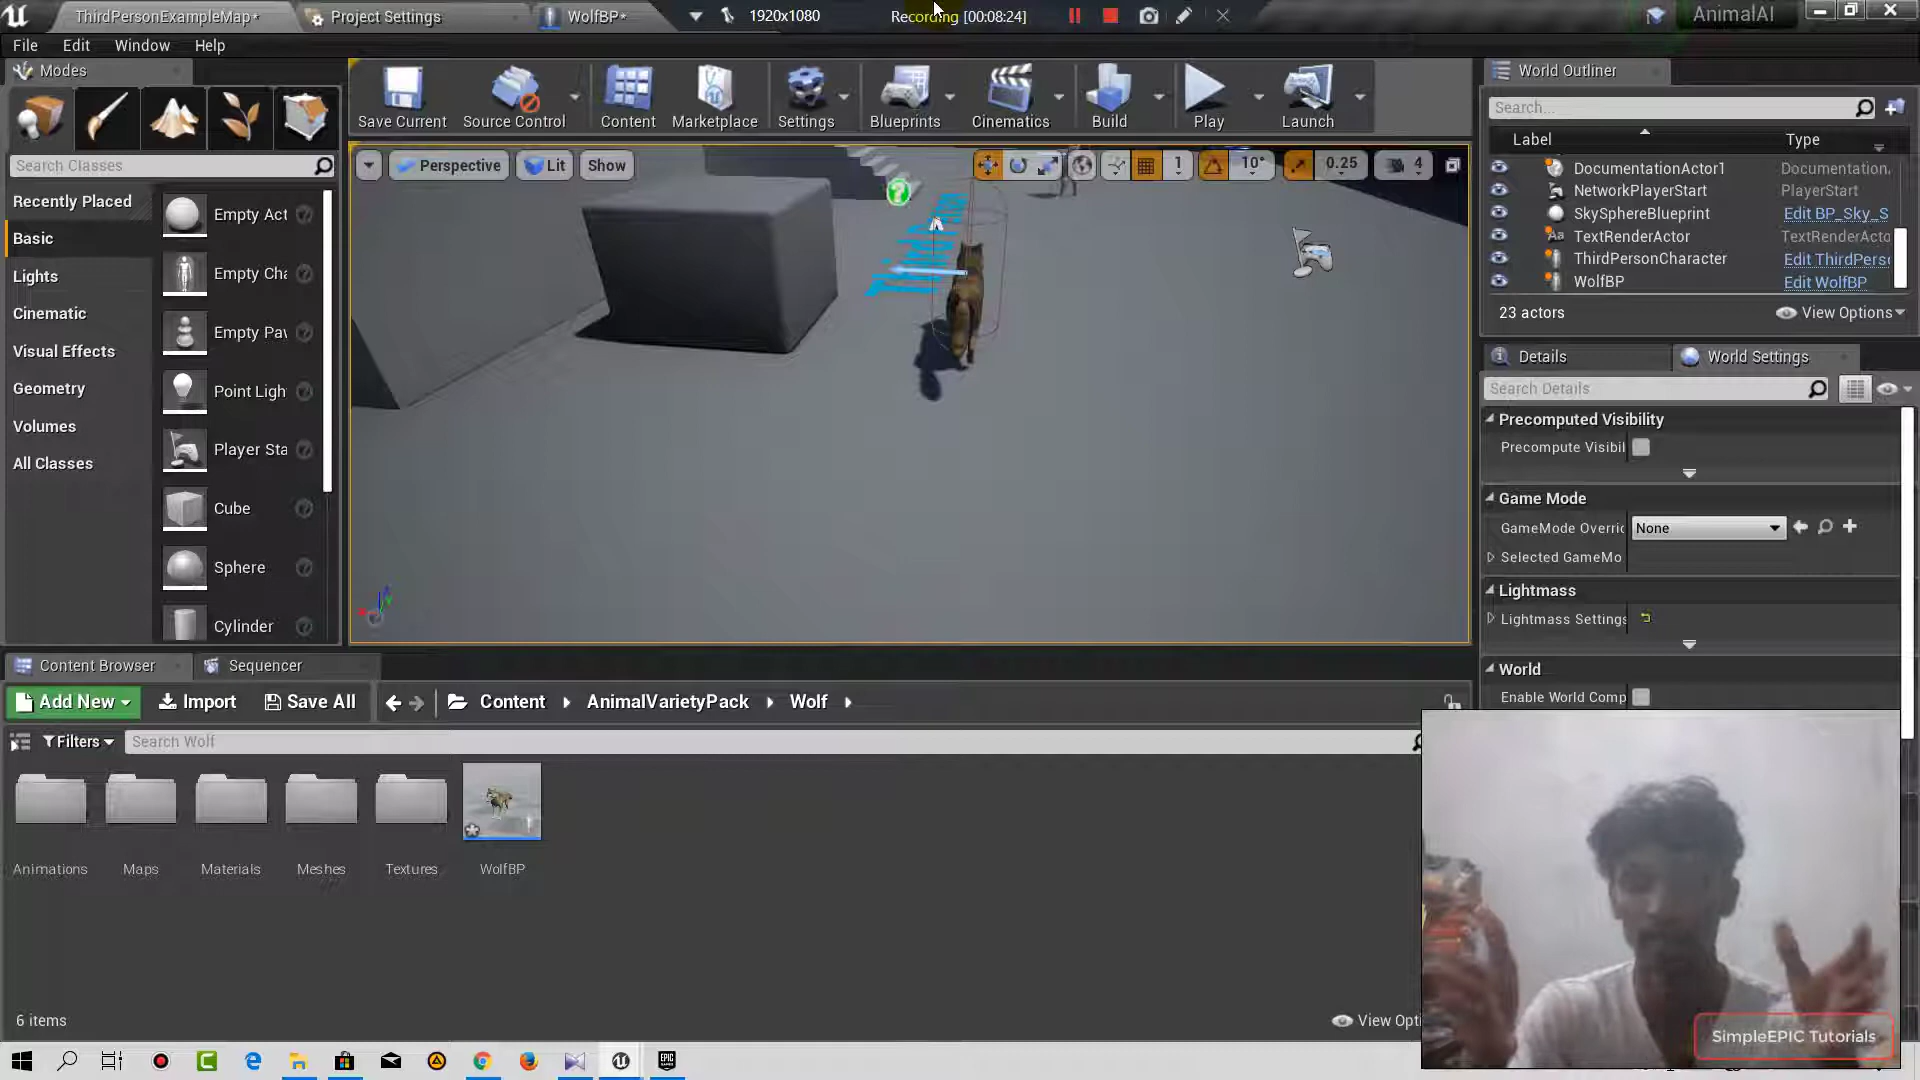 ThirdPersonExampleMap*
Project Settings
WolfBP*
1920x1080
Recording [00:08:24]
AnimalAI
File
Edit
Window
Help
Modes
Save Current
Source Control
Content
Marketplace
Settings
Blueprints
Cinematics
Build
Play
Launch
World Outliner
Search...
Label
Type
Search Classes
Perspective
Lit
Show
1
10°
0.25
4
DocumentationActor1
Documentation.
NetworkPlayerStart
PlayerStart
SkySphereBlueprint
Edit BP_Sky_S
TextRenderActor
TextRenderActo
ThirdPersonCharacter
Edit ThirdPerso
WolfBP
Edit WolfBP
23 actors
View Options
Recently Placed
Basic
Lights
Cinematic
Visual Effects
Geometry
Volumes
All Classes
Empty Act
Empty Cha
Empty Pav
Point Ligh
Player Sta
Cube
Sphere
Cylinder
Details
World Settings
Search Details
Precomputed Visibility
Precompute Visibil
Game Mode
GameMode Overric
None
Selected GameMo
Lightmass
Lightmass Settings
World
Enable World Comp
Content Browser
Sequencer
Add New
Import
Save All
Content
AnimalVarietyPack
Wolf
Filters
Search Wolf
Animations
Maps
Materials
Meshes
Textures
WolfBP
6 items
View Opti
SimpleEPIC Tutorials